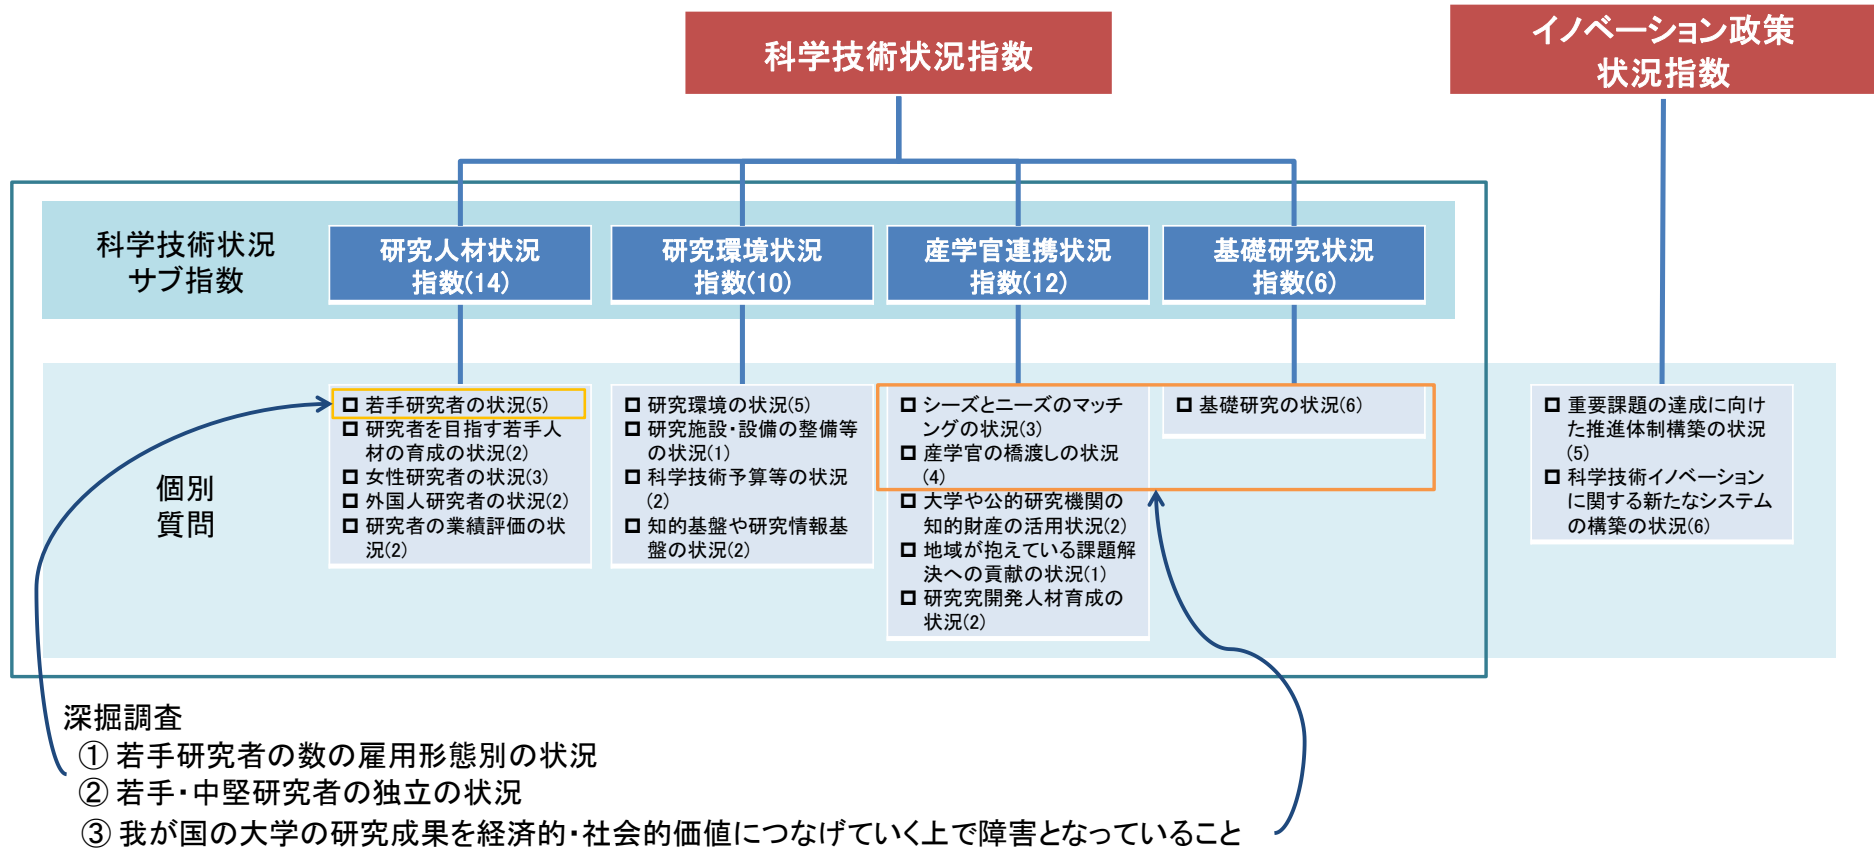 科学技術状況指数
イノベーション政策
状況指数
科学技術状況
サブ指数
研究人材状況
指数(14)
研究環境状況
指数(10)
産学官連携状況
指数(12)
基礎研究状況
指数(6)
個別
質問
若手研究者の状況(5)
研究者を目指す若手人
材の育成の状況(2)
女性研究者の状況(3)
外国人研究者の状況(2)
研究者の業績評価の状
況(2)
研究環境の状況(5)
研究施設・設備の整備等
の状況(1)
科学技術予算等の状況
(2)
知的基盤や研究情報基
盤の状況(2)
シーズとニーズのマッチ
ングの状況(3)
産学官の橋渡しの状況
(4)
大学や公的研究機関の
知的財産の活用状況(2)
地域が抱えている課題解
決への貢献の状況(1)
研究究開発人材育成の
状況(2)
基礎研究の状況(6)
重要課題の達成に向け
た推進体制構築の状況
(5)
科学技術イノベーション
に関する新たなシステム
の構築の状況(6)
深掘調査
① 若手研究者の数の雇用形態別の状況
② 若手・中堅研究者の独立の状況
③ 我が国の大学の研究成果を経済的・社会的価値につなげていく上で障害となっていること